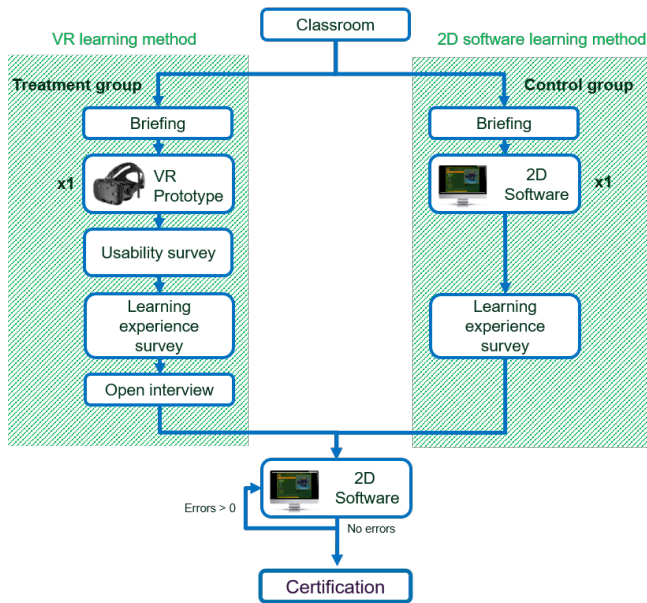 VR learning method
Classroom
2D software learning method
Treatment group
Control group
Briefing
Briefing
x1
VR
Prototype
2D
Software
x1
Usability survey
Learning
experience
survey
Learning
experience
survey
Open interview
2D
Software
Errors > 0
No errors
Certification